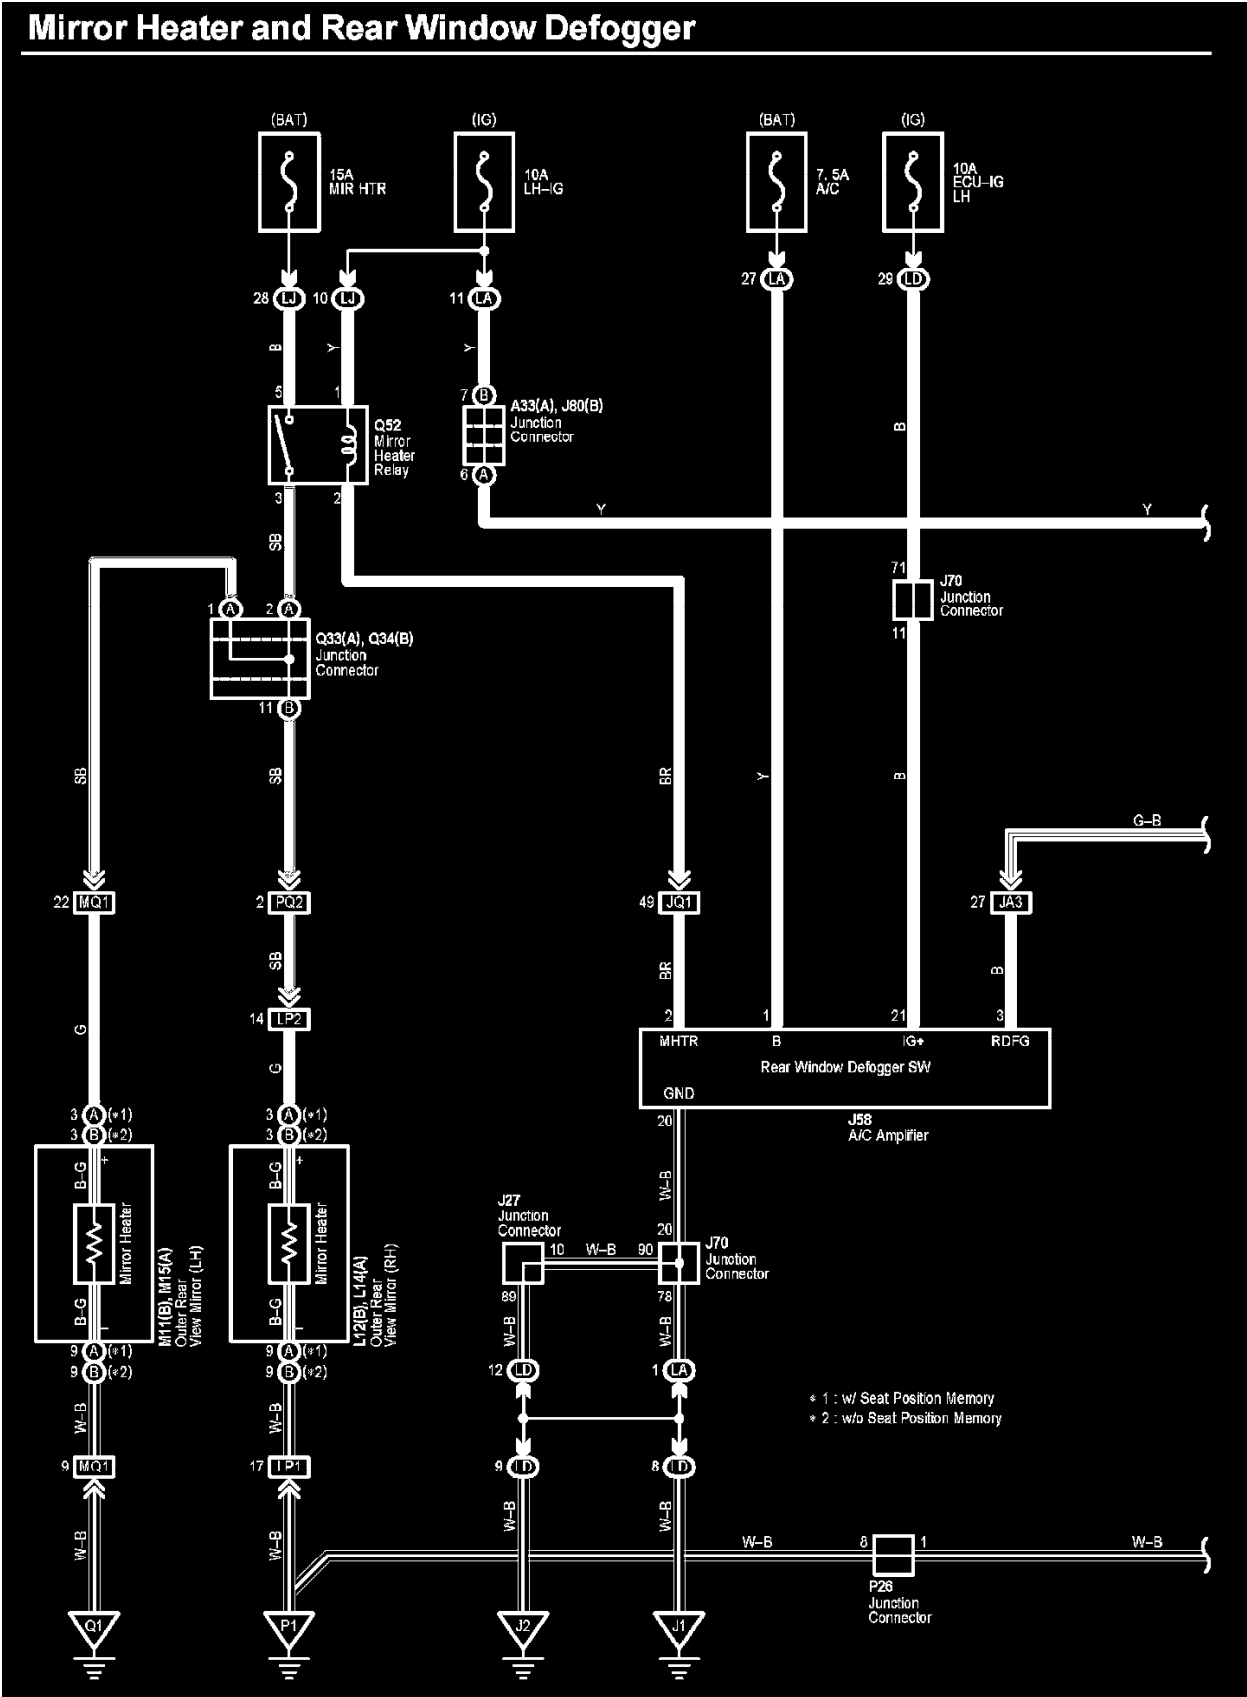 Mirror Heater and Rear Window Defogger
(BAT)
(IG)
(BAT)
(IG)
15A
MIR HTR
10A
LH-IG
7. 5A
A/C
10A
ECU-IG
LH
28 LJ
10 LJ
11 LA
27 LA
29 LD
B
Y
Y
5
1
7 B
A33(A), J80(B)
Junction
Connector
Q52
Mirror
Heater
Relay
B
6 A
3
2
Y
Y
SB
71
J70
Junction
Connector
1 A
2 A
11
Q33(A), Q34(B)
Junction
Connector
11 B
SB
SB
BR
Y
B
G-B
22 MQ1
2 PQ2
49 JQ1
27 JA3
SB
BR
B
14 LP2
2
1
21
3
G
G
MHTR
B
IG+
RDFG
Rear Window Defogger SW
GND
3 A (*1)
3 B (*2)
3 A (*1)
3 B (*2)
20
J58
A/C Amplifier
+
+
B-G
B-G
W-B
Mirror Heater
Mirror Heater
J27
Junction
Connector
20
10
W-B
90
J70
Junction
Connector
M11(B), M15(A)
Outer Rear
View Mirror (LH)
L12(B), L14(A)
Outer Rear
View Mirror (RH)
B-G
B-G
-
-
89
78
W-B
W-B
9 A (*1)
9 B (*2)
9 A (*1)
9 B (*2)
12 LD
1 LA
* 1 : w/ Seat Position Memory
* 2 : w/o Seat Position Memory
W-B
W-B
9 MQ1
17 LP1
9 LD
8 LD
W-B
W-B
W-B
W-B
W-B
8
1
W-B
P26
Junction
Connector
Q1
P1
J2
J1